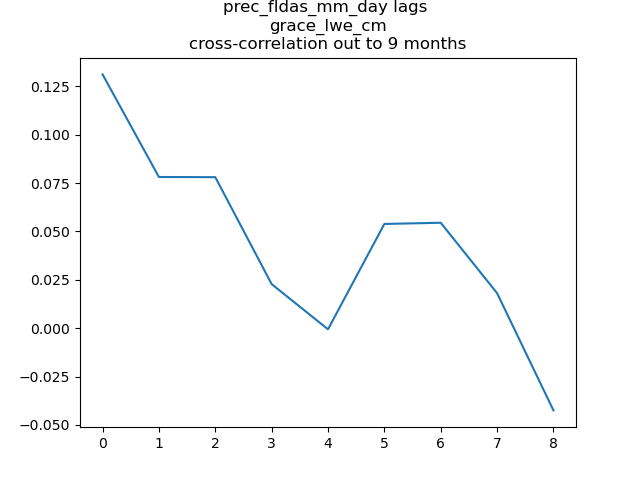 prec_fldas_mm_day lags
grace_lwe_cm
cross-correlation out to 9 months
0.125
0.100
0.075
0.050
0.025
0.000
−0.025
−0.050
0 1 2 3 4 5 6 7 8